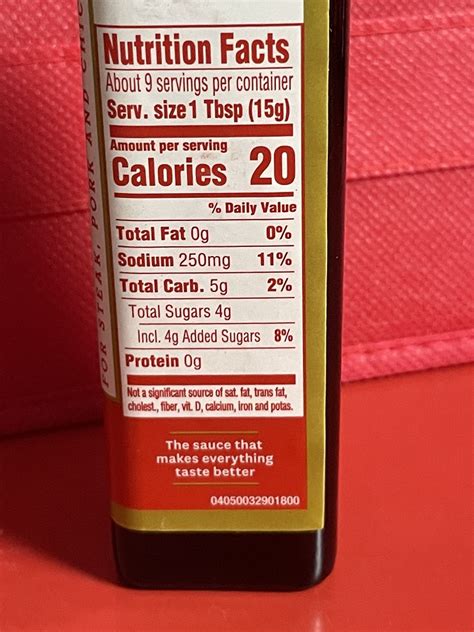 Nutrition Facts
About 9 servings per container
Serv. size 1 Tbsp (15g)
Amount per serving
Calories 20
% Daily Value
Total Fat 0g 0%
Sodium 250mg 11%
Total Carb. 5g 2%
Total Sugars 4g
Incl. 4g Added Sugars 8%
Protein 0g
Not a significant source of sat. fat, trans fat,
cholest., fiber, vit. D, calcium, iron and potas.
The sauce that
makes everything
taste better
04050032901800
FOR STEAK, PORK AND